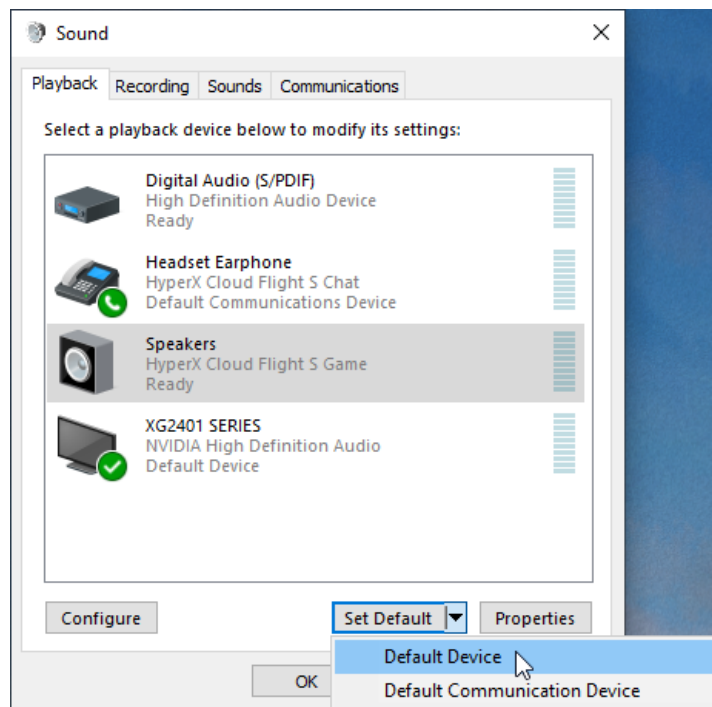 Sound
Playback Recording Sounds Communications
Select a playback device below to modify its settings:
Digital Audio (S/PDIF)
High Definition Audio Device
Ready
Headset Earphone
HyperX Cloud Flight S Chat
Default Communications Device
Speakers
HyperX Cloud Flight S Game
Ready
XG2401 SERIES
NVIDIA High Definition Audio
Default Device
Configure Set Default Properties
Default Device
OK
Default Communication Device